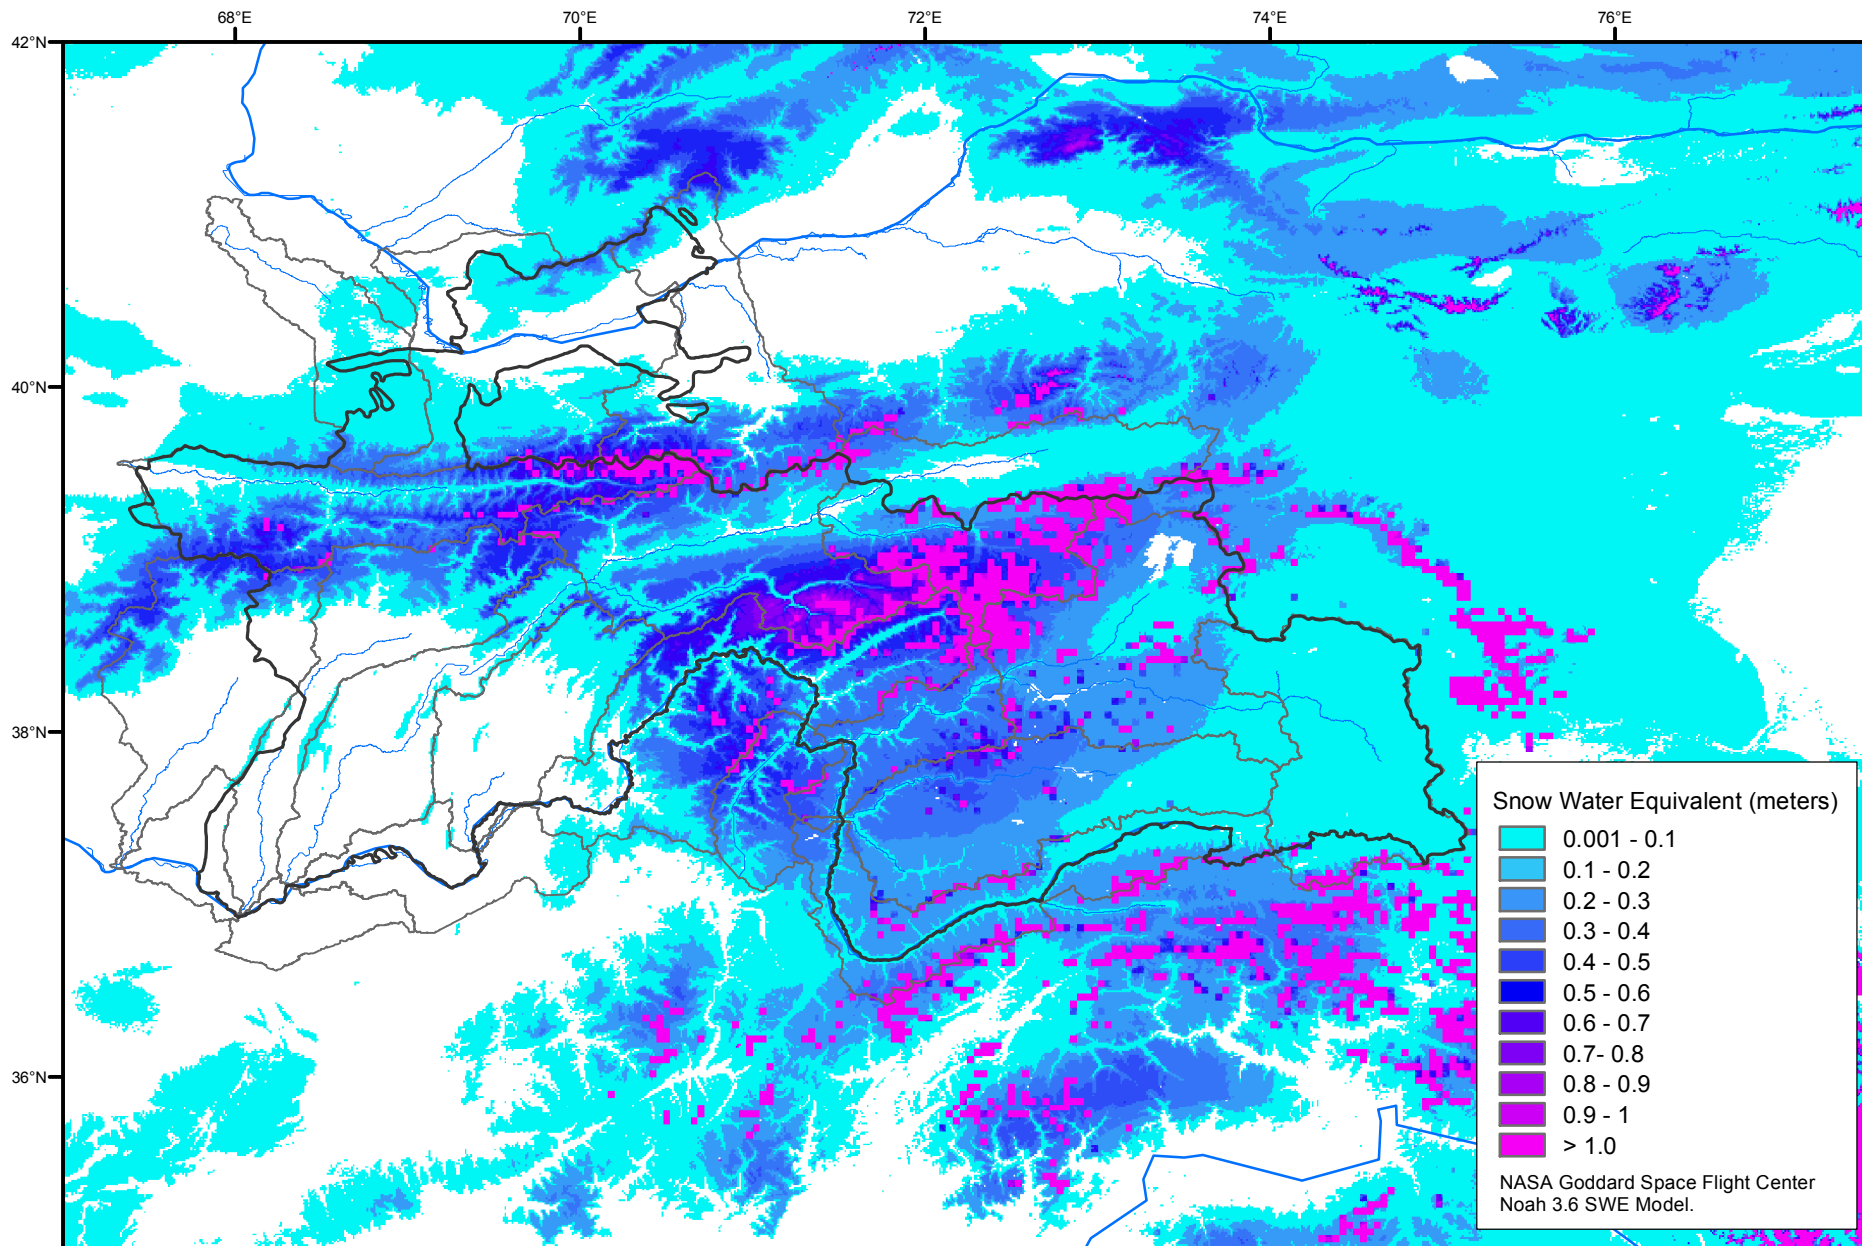 68°E 70°E 72°E 74°E 76°E
42°N
40°N
38°N
36°N
Snow Water Equivalent (meters)
0.001 - 0.1
0.1 - 0.2
0.2 - 0.3
0.3 - 0.4
0.4 - 0.5
0.5 - 0.6
0.6 - 0.7
0.7- 0.8
0.8 - 0.9
0.9 - 1
> 1.0
NASA Goddard Space Flight Center
Noah 3.6 SWE Model.